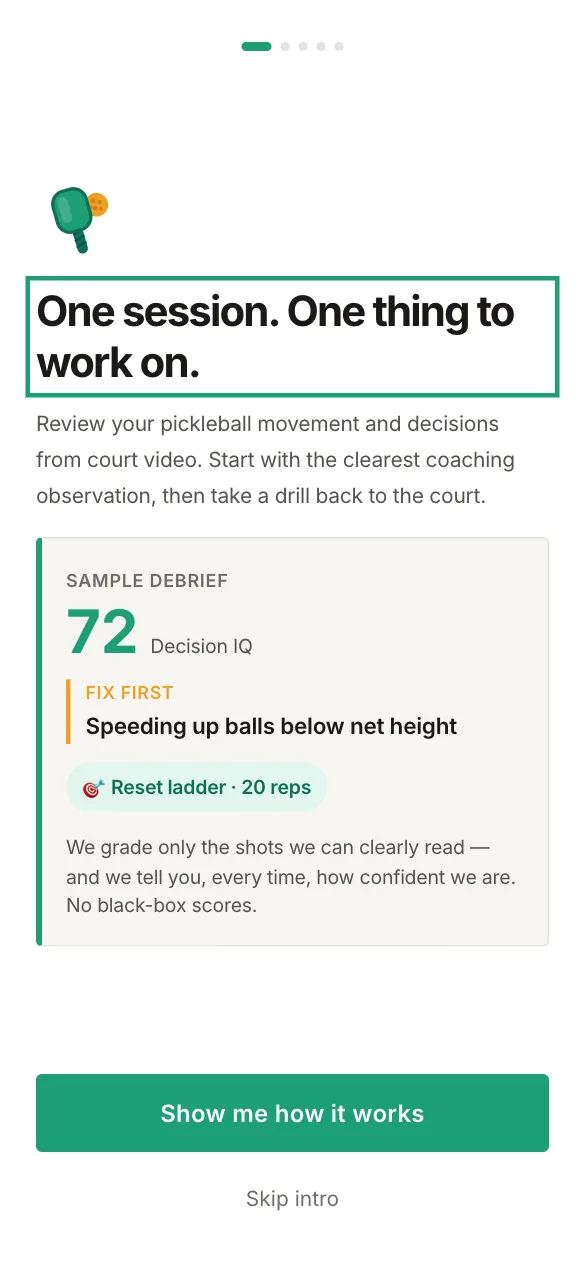 One session. One thing to
work on.
Review your pickleball movement and decisions
from court video. Start with the clearest coaching
observation, then take a drill back to the court.
SAMPLE DEBRIEF
72 Decision IQ
FIX FIRST
Speeding up balls below net height
🎯 Reset ladder · 20 reps
We grade only the shots we can clearly read —
and we tell you, every time, how confident we are.
No black-box scores.
Show me how it works
Skip intro